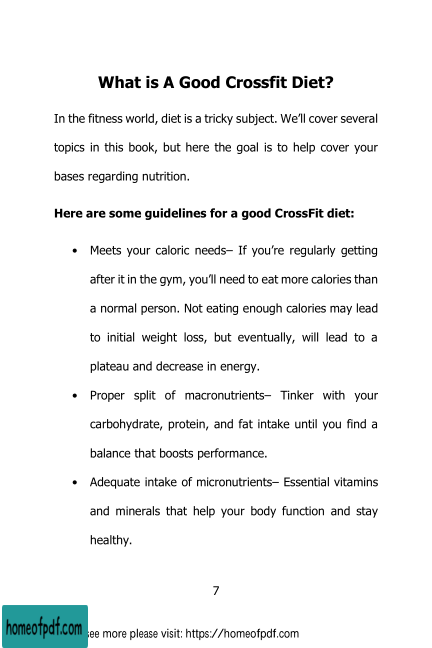 What is A Good Crossfit Diet?
In the fitness world, diet is a tricky subject. We’ll cover several
topics in this book, but here the goal is to help cover your
bases regarding nutrition.
Here are some guidelines for a good CrossFit diet:
• Meets your caloric needs– If you’re regularly getting
after it in the gym, you’ll need to eat more calories than
a normal person. Not eating enough calories may lead
to initial weight loss, but eventually, will lead to a
plateau and decrease in energy.
• Proper split of macronutrients– Tinker with your
carbohydrate, protein, and fat intake until you find a
balance that boosts performance.
• Adequate intake of micronutrients– Essential vitamins
and minerals that help your body function and stay
healthy.
7
homeofpdf.com see more please visit: https://homeofpdf.com